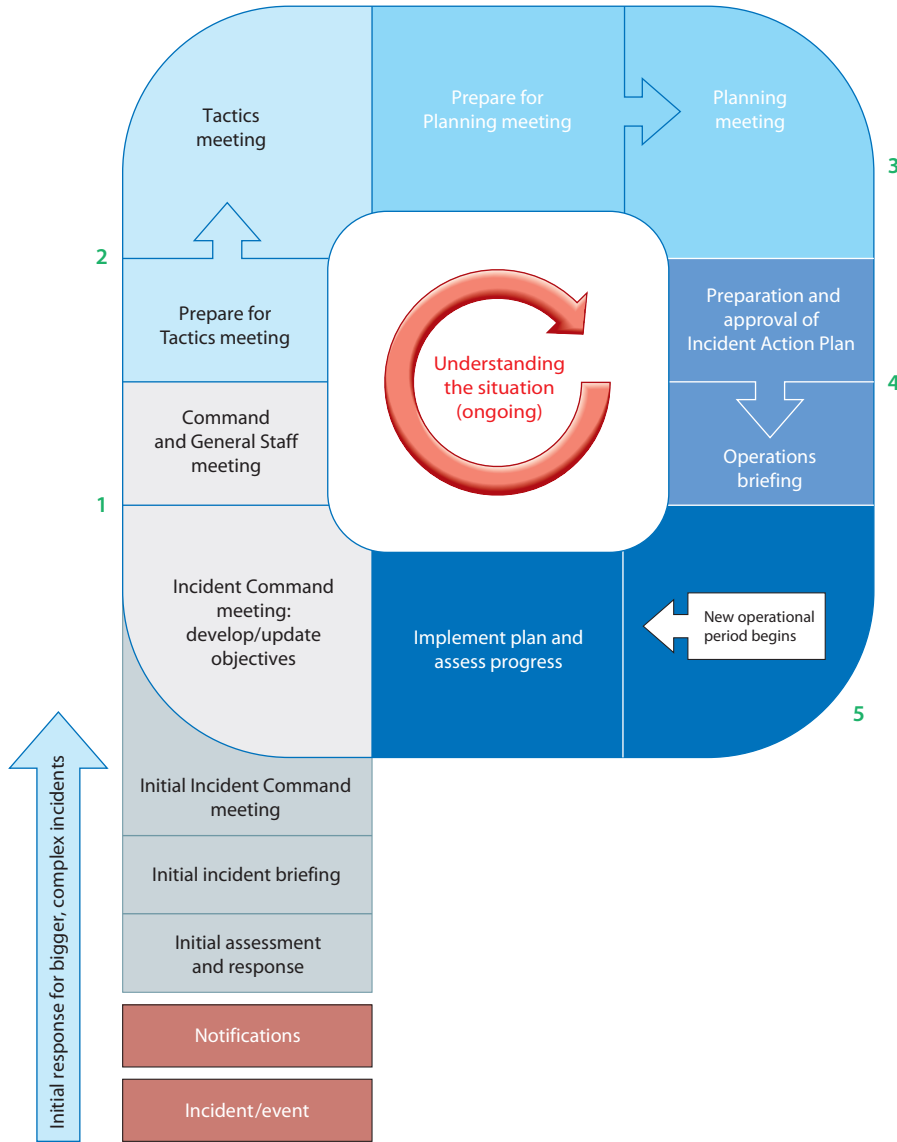 Tactics
meeting
Prepare for
Planning meeting
Planning
meeting
3
2
Prepare for
Tactics meeting
Understanding
the situation
(ongoing)
Preparation and
approval of
Incident Action Plan
4
Command
and General Staff
meeting
Operations
briefing
1
Incident Command
meeting:
develop/update
objectives
Implement plan and
assess progress
New operational
period begins
5
Initial Incident Command
meeting
Initial incident briefing
Initial assessment
and response
Notifications
Incident/event
Initial response for bigger, complex incidents